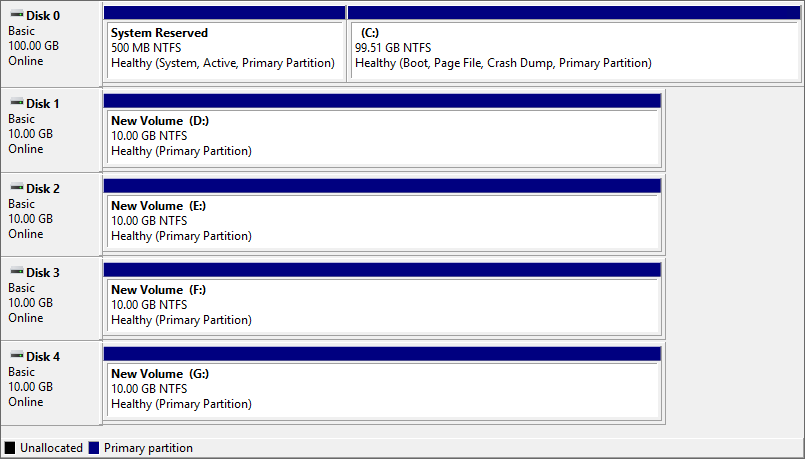 Disk 0
Basic
100.00 GB
Online
System Reserved
500 MB NTFS
Healthy (System, Active, Primary Partition)
(C:)
99.51 GB NTFS
Healthy (Boot, Page File, Crash Dump, Primary Partition)
Disk 1
Basic
10.00 GB
Online
New Volume (D:)
10.00 GB NTFS
Healthy (Primary Partition)
Disk 2
Basic
10.00 GB
Online
New Volume (E:)
10.00 GB NTFS
Healthy (Primary Partition)
Disk 3
Basic
10.00 GB
Online
New Volume (F:)
10.00 GB NTFS
Healthy (Primary Partition)
Disk 4
Basic
10.00 GB
Online
New Volume (G:)
10.00 GB NTFS
Healthy (Primary Partition)
Unallocated Primary partition